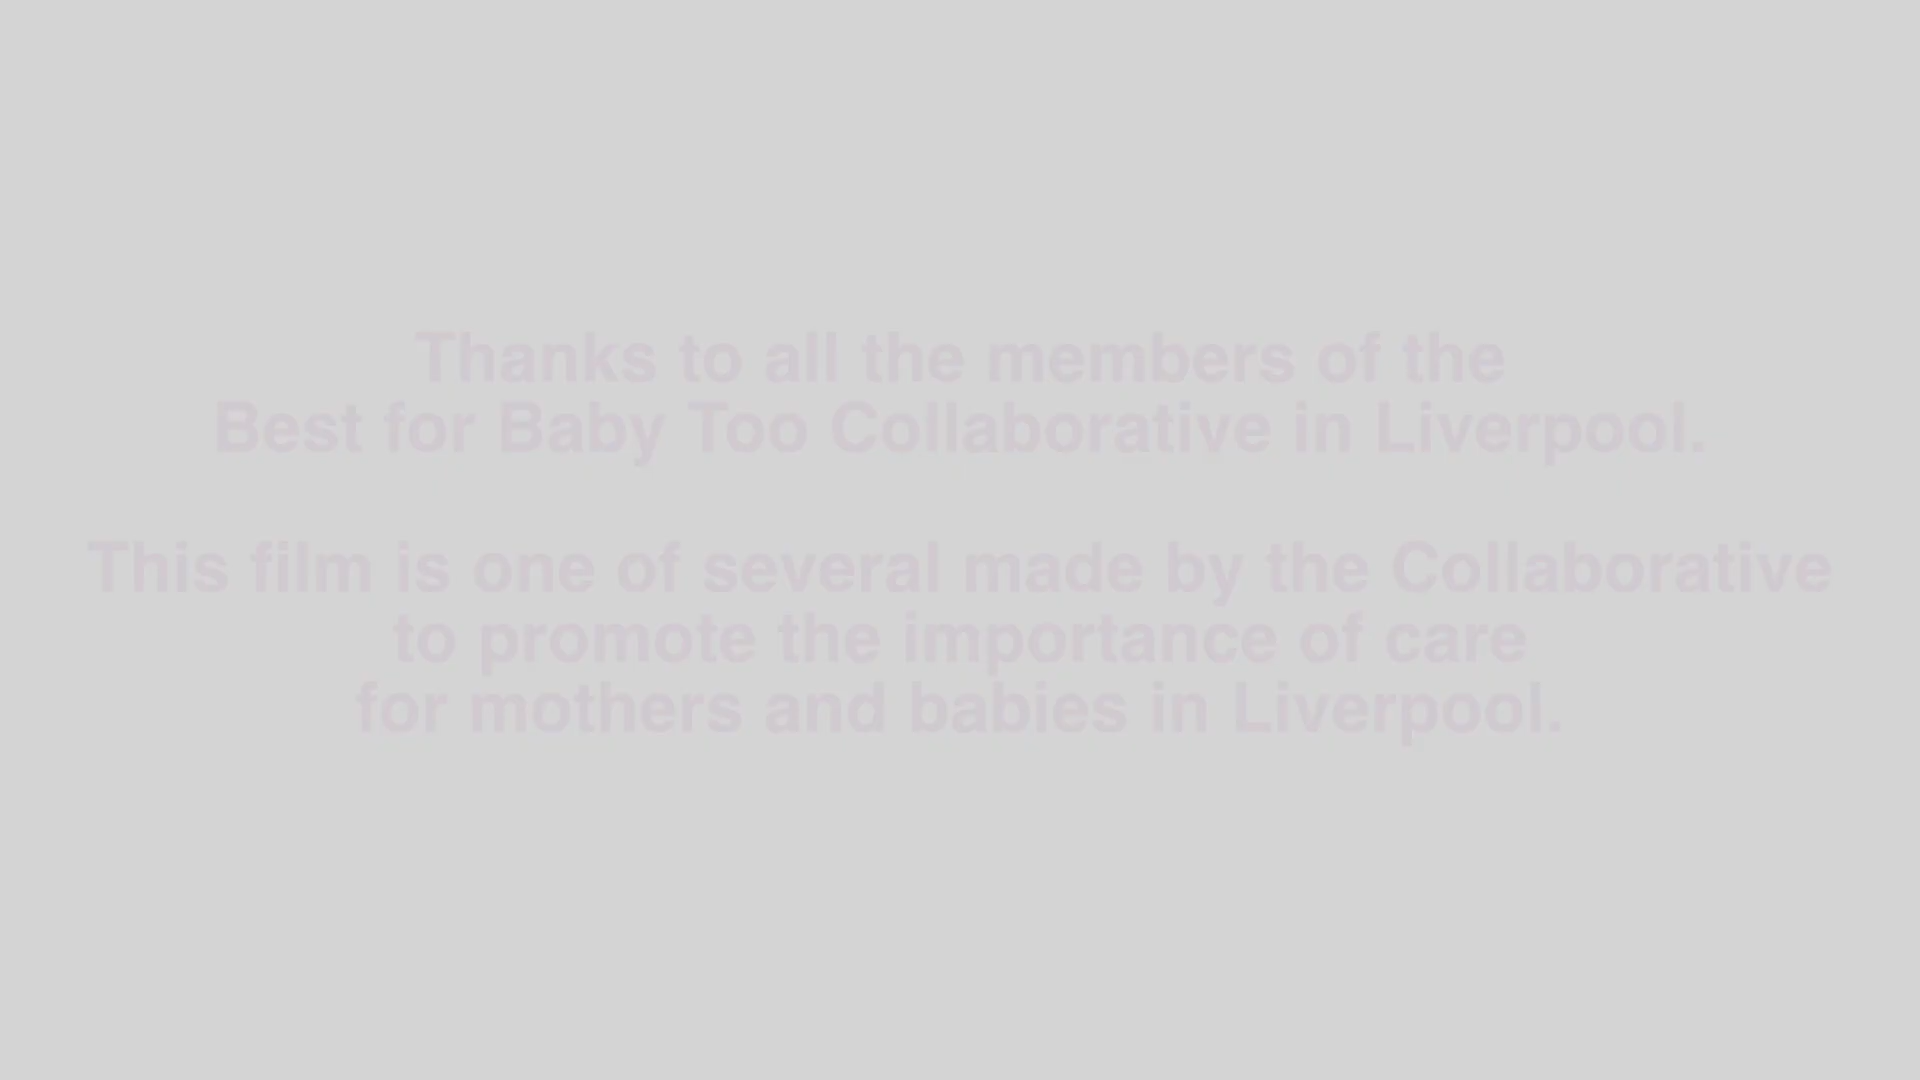 Thanks to all the members of the
Best for Baby Too Collaborative in Liverpool.
This film is one of several made by the Collaborative
to promote the importance of care
for mothers and babies in Liverpool.